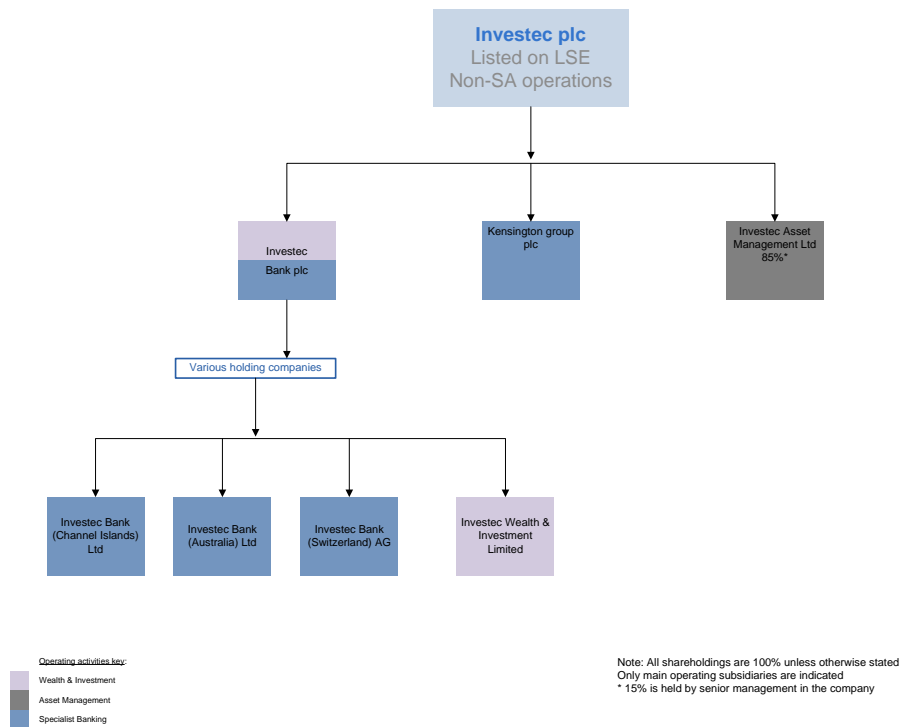 Investec plc
Listed on LSE
Non-SA operations
Investec
Bank plc
Kensington group
plc
Investec Asset
Management Ltd
85%*
Various holding companies
Investec Bank
(Channel Islands)
Ltd
Investec Bank
(Australia) Ltd
Investec Bank
(Switzerland) AG
Investec Wealth &
Investment
Limited
Operating activities key:
Wealth & Investment
Asset Management
Specialist Banking
Note: All shareholdings are 100% unless otherwise stated
Only main operating subsidiaries are indicated
* 15% is held by senior management in the company